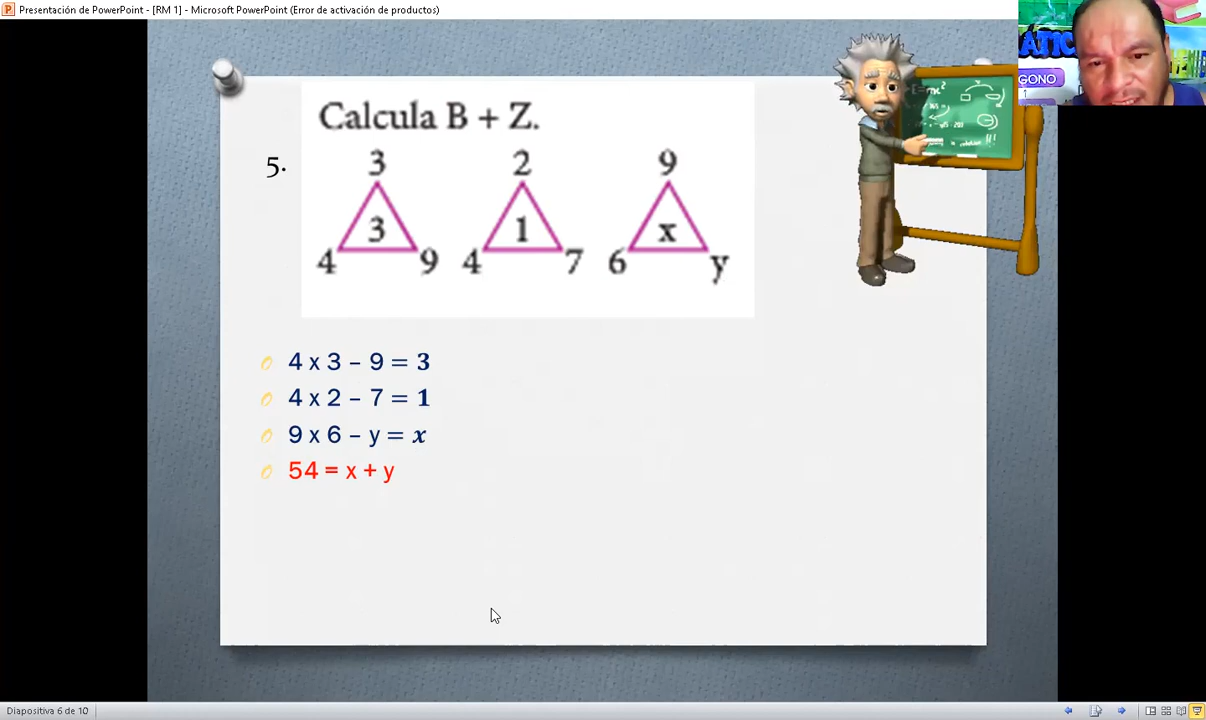 Presentación de PowerPoint - [RM 1] - Microsoft PowerPoint (Error de activación de productos)
ÁTIC
GONO
Calcula B + Z.
5.
3 2 9
3 1 x
4 9 4 7 6 y
4 x 3 – 9 = 3
4 x 2 – 7 = 1
9 x 6 – y = x
54 = x + y
Diapositiva 6 de 10